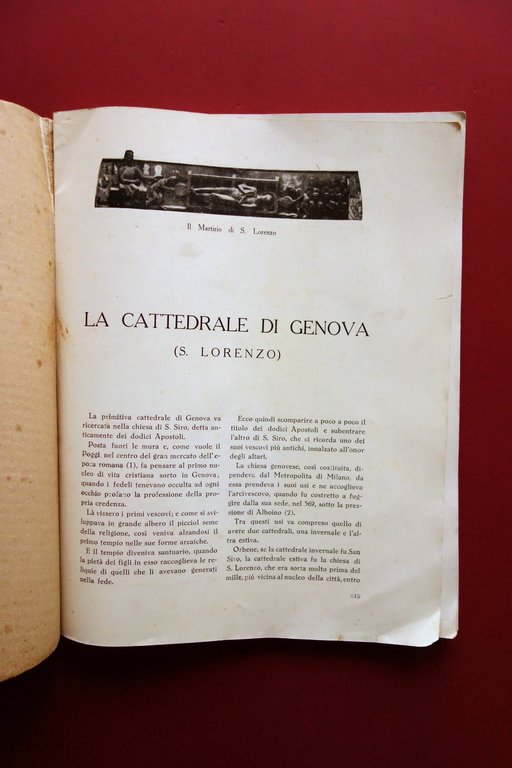 Il Martirio di S. Lorenzo
LA CATTEDRALE DI GENOVA
(S. LORENZO)
La primitiva cattedrale di Genova va
ricercata nella chiesa di S. Siro, detta an-
ticamente dei dodici Apostoli.
Posta fuori le mura e, come vuole il
Poggi, nel centro del gran mercato dell'e-
poca romana (1), fa pensare al primo nu-
cleo di vita cristiana sorto in Genova,
quando i fedeli tenevano occulta ad ogni
occhio profano la professione della pro-
pria credenza.
Là vissero i primi vescovi; e come si svi-
luppava in grande albero il picciol seme
della religione, così veniva alzandosi il
primo tempio nelle sue forme arcaiche.
E il tempio diveniva santuario, quando
la pietà dei figli in esso raccoglieva le re-
liquie di quelli che li avevano generati
nella fede.
Ecco quindi scomparire a poco a poco il
titolo dei dodici Apostoli e subentrare
l'altro di S. Siro, che ci ricorda uno dei
suoi vescovi più antichi, innalzato all'onor
degli altari.
La chiesa genovese, così costituita, di-
pendeva dal Metropolita di Milano, da
essa prendeva i suoi usi e ne accoglieva
l'arcivescovo, quando fu costretto a fug-
gire dalla sua sede, nel 569, sotto la pres-
sione di Alboino (2).
Tra questi usi va compreso quello di
avere due cattedrali, una invernale e l'al-
tra estiva.
Orbene, se la cattedrale invernale fu San
Siro, la cattedrale estiva fu la chiesa di
S. Lorenzo, che era sorta molto prima del
mille, più vicina al nucleo della città, entro